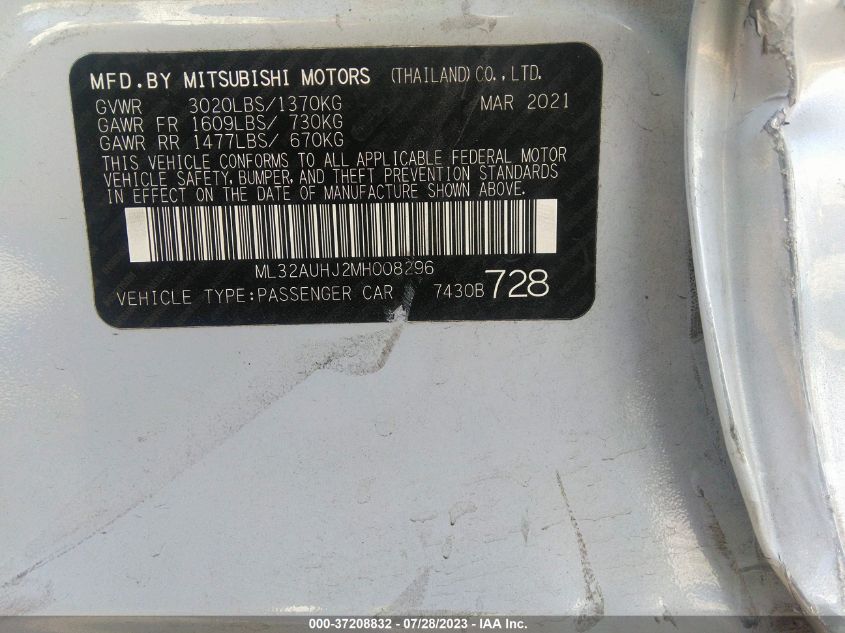 MFD.BY MITSUBISHI MOTORS (THAILAND) CO.,LTD.
GVWR 3020LBS/1370KG MAR 2021
GAWR FR 1609LBS/ 730KG
GAWR RR 1477LBS/ 670KG
THIS VEHICLE CONFORMS TO ALL APPLICABLE FEDERAL MOTOR
VEHICLE SAFETY, BUMPER, AND THEFT PREVENTION STANDARDS
IN EFFECT ON THE DATE OF MANUFACTURE SHOWN ABOVE.
ML32AUHJ2MH008296
VEHICLE TYPE:PASSENGER CAR 7430B 728
000-37208832 - 07/28/2023 - IAA Inc.